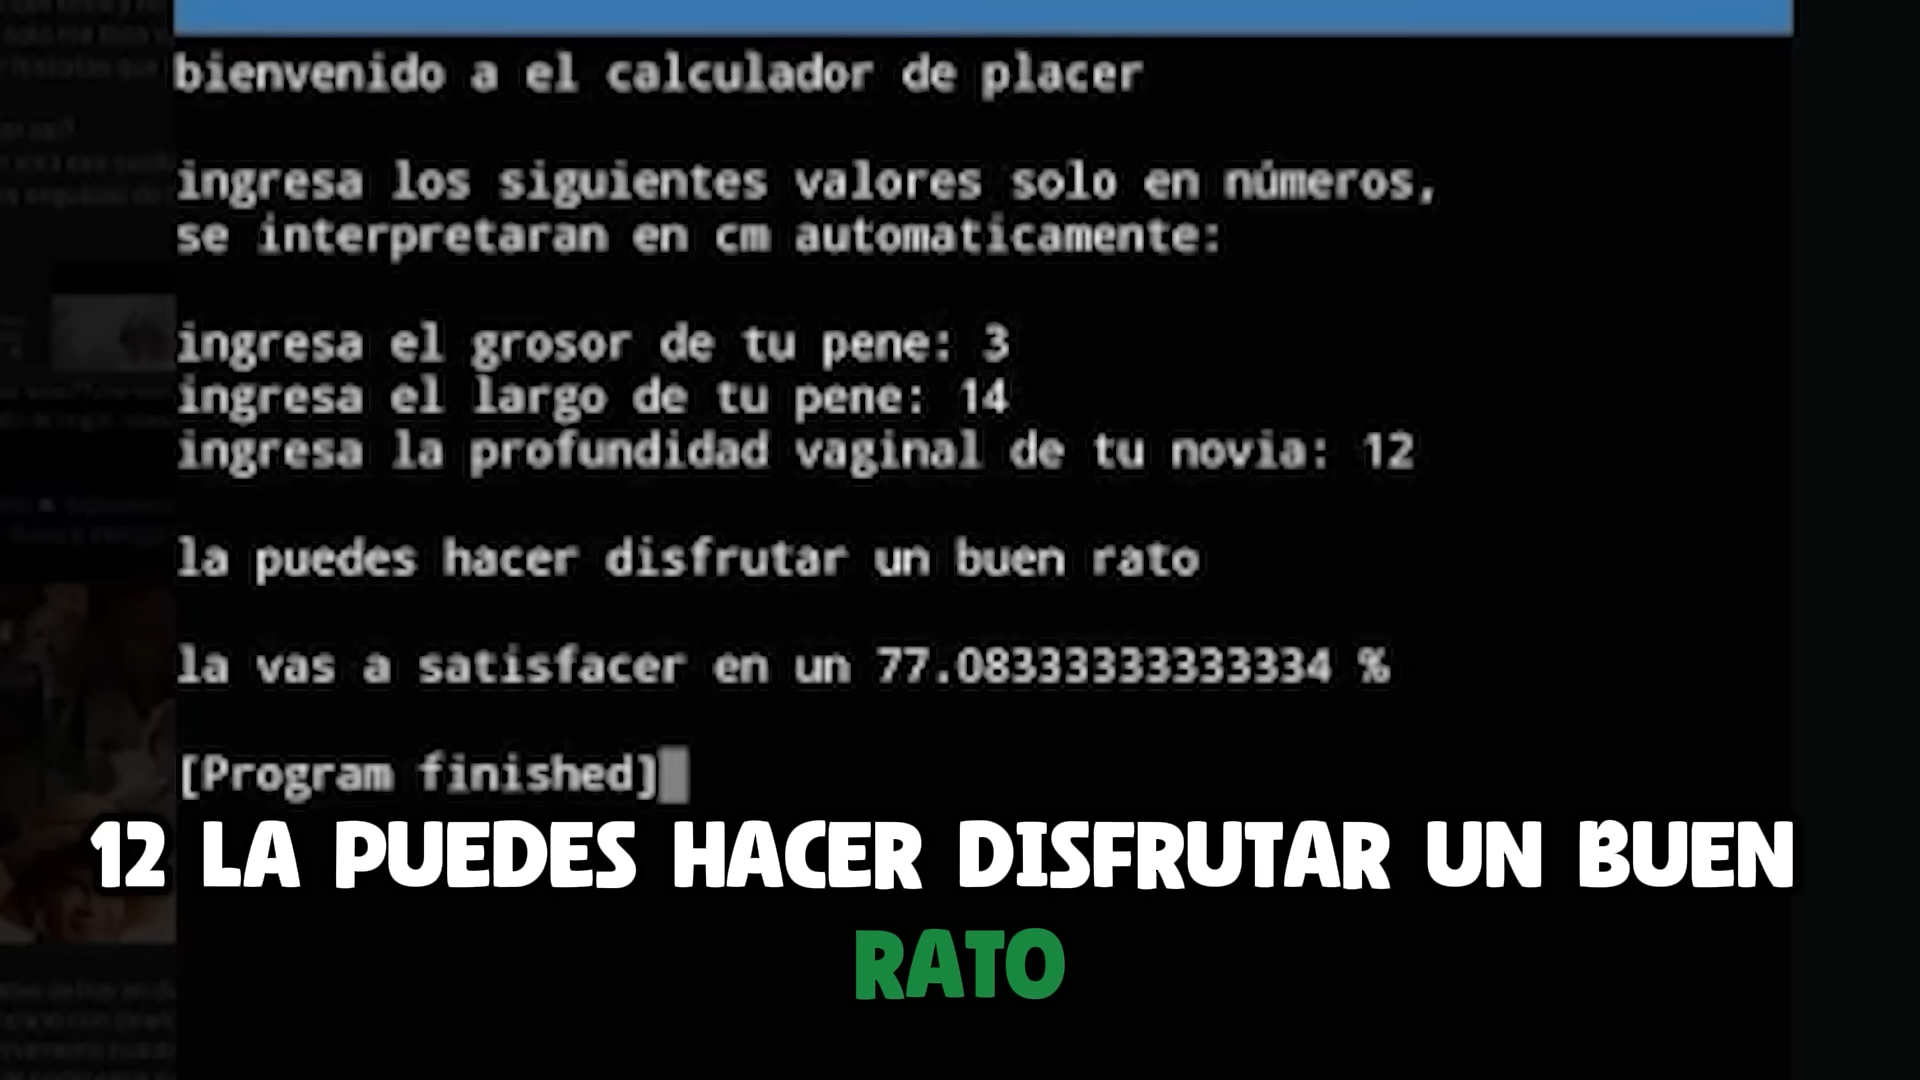 bienvenido a el calculador de placer
ingresa los siguientes valores solo en números,
se interpretaran en cm automaticamente:
ingresa el grosor de tu pene: 3
ingresa el largo de tu pene: 14
ingresa la profundidad vaginal de tu novia: 12
la puedes hacer disfrutar un buen rato
la vas a satisfacer en un 77.08333333333334 %
[Program finished]
12 LA PUEDES HACER DISFRUTAR UN BUEN
RATO